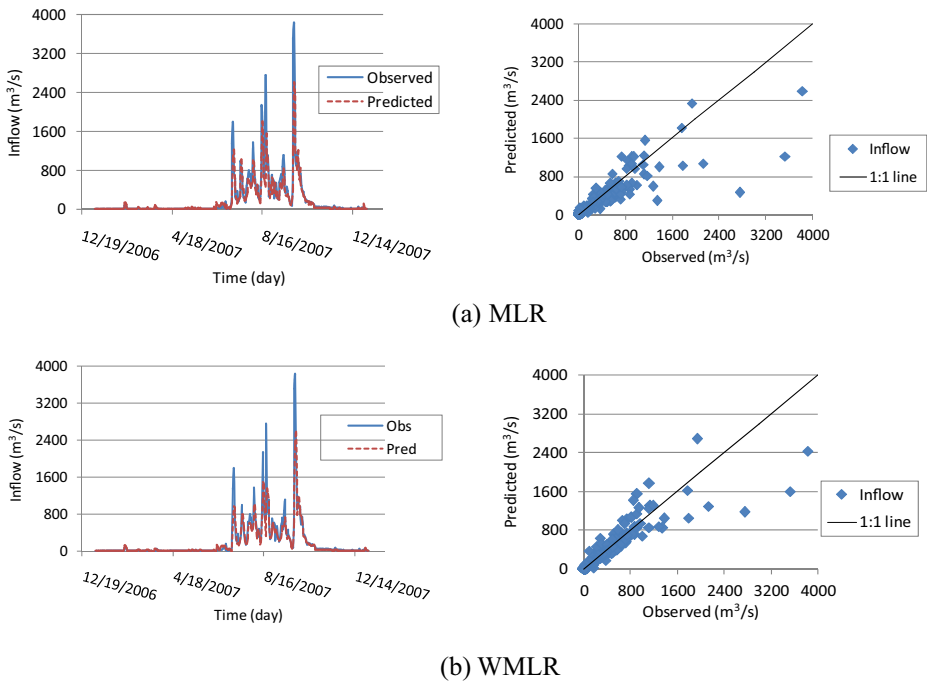 4000
3200
2400
1600
800
0
Inflow (m³/s)
Observed
Predicted
12/19/2006
4/18/2007
8/16/2007
12/14/2007
Time (day)
4000
3200
2400
1600
800
0
Predicted (m³/s)
0
800
1600
2400
3200
4000
Observed (m³/s)
Inflow
1:1 line
(a) MLR
4000
3200
2400
1600
800
0
Inflow (m³/s)
Obs
Pred
12/19/2006
4/18/2007
8/16/2007
12/14/2007
Time (day)
4000
3200
2400
1600
800
0
Predicted (m³/s)
0
800
1600
2400
3200
4000
Observed (m³/s)
Inflow
1:1 line
(b) WMLR